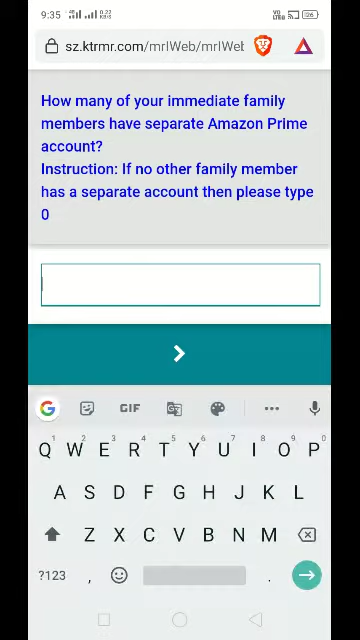 9:35
sz.ktrmr.com/mrIWeb/mrIWeb
How many of your immediate family
members have separate Amazon Prime
account?
Instruction: If no other family member
has a separate account then please type
0
GIF
Q W E R T Y U I O P
1 2 3 4 5 6 7 8 9 0
A S D F G H J K L
Z X C V B N M
?123 , .